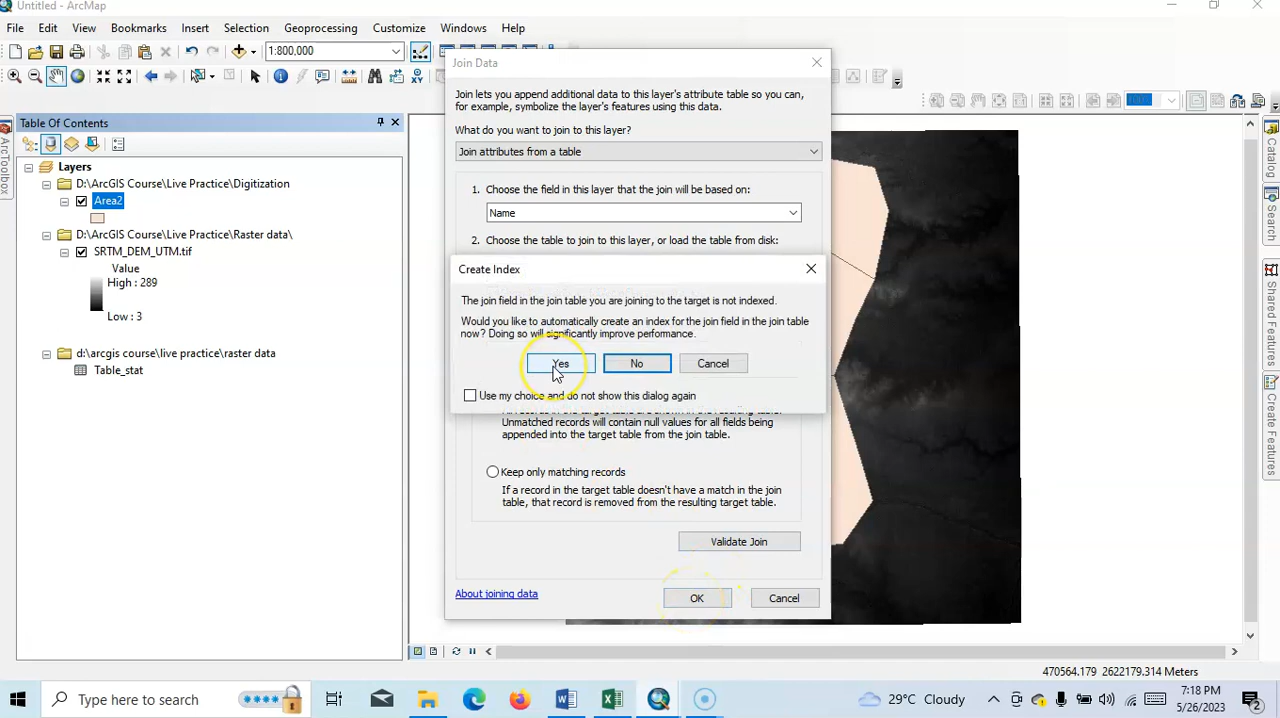 Untitled - ArcMap
File Edit View Bookmarks Insert Selection Geoprocessing Customize Windows Help
1:800,000
Table Of Contents
Layers
D:\ArcGIS Course\Live Practice\Digitization
Area2
D:\ArcGIS Course\Live Practice\Raster data\
SRTM_DEM_UTM.tif
Value
High : 289
Low : 3
d:\arcgis course\live practice\raster data
Table_stat
ArcToolbox
Join Data
Join lets you append additional data to this layer's attribute table so you can,
for example, symbolize the layer's features using this data.
What do you want to join to this layer?
Join attributes from a table
1. Choose the field in this layer that the join will be based on:
Name
2. Choose the table to join to this layer, or load the table from disk:
Create Index
The join field in the join table you are joining to the target is not indexed.
Would you like to automatically create an index for the join field in the join table
now? Doing so will significantly improve performance.
Yes No Cancel
Use my choice and do not show this dialog again
Unmatched records will contain null values for all fields being
appended into the target table from the join table.
Keep only matching records
If a record in the target table doesn't have a match in the join
table, that record is removed from the resulting target table.
Validate Join
About joining data
OK Cancel
Catalog
Search
Create Features
470564.179 2622179.314 Meters
Type here to search
29°C Cloudy
7:18 PM
5/26/2023
2